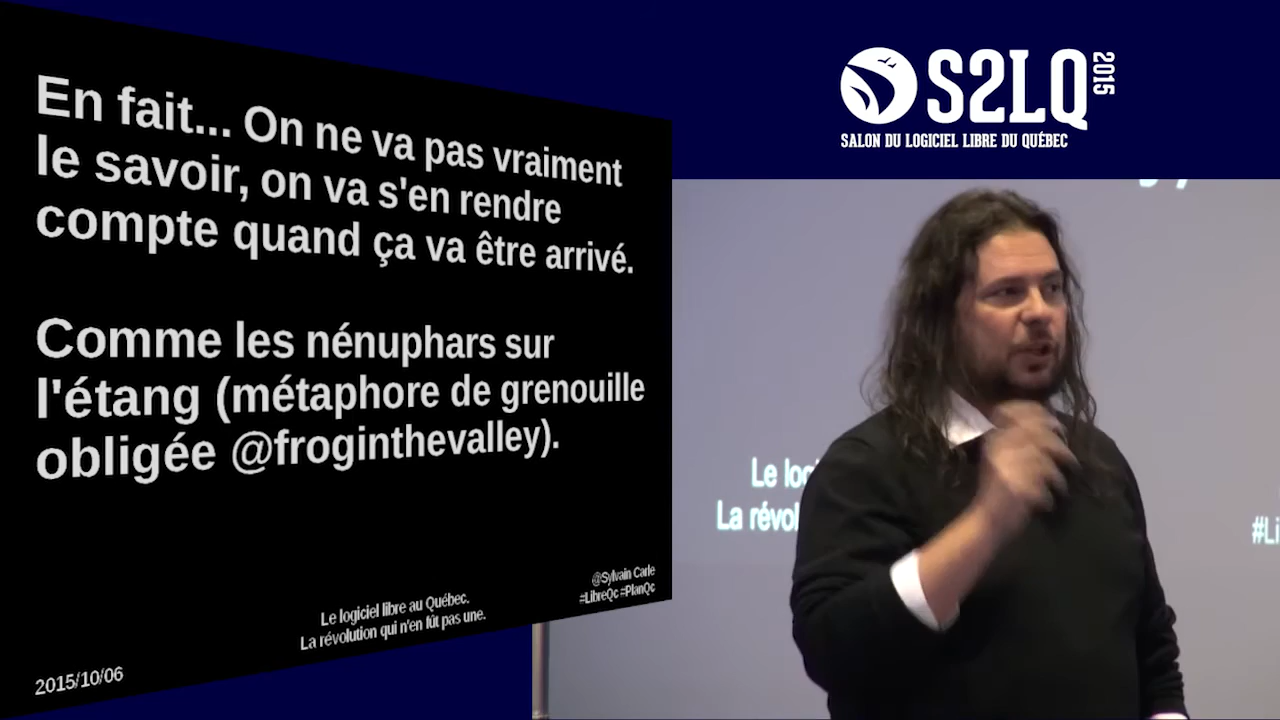 En fait... On ne va pas vraiment
le savoir, on va s'en rendre
compte quand ça va être arrivé.
Comme les nénuphars sur
l'étang (métaphore de grenouille
obligée @froginthevalley).
@Sylvain Carle
#LibreQc #PlanQc
Le logiciel libre au Québec.
La révolution qui n'en fût pas une.
2015/10/06
S2LQ 2015
SALON DU LOGICIEL LIBRE DU QUÉBEC
Le
La